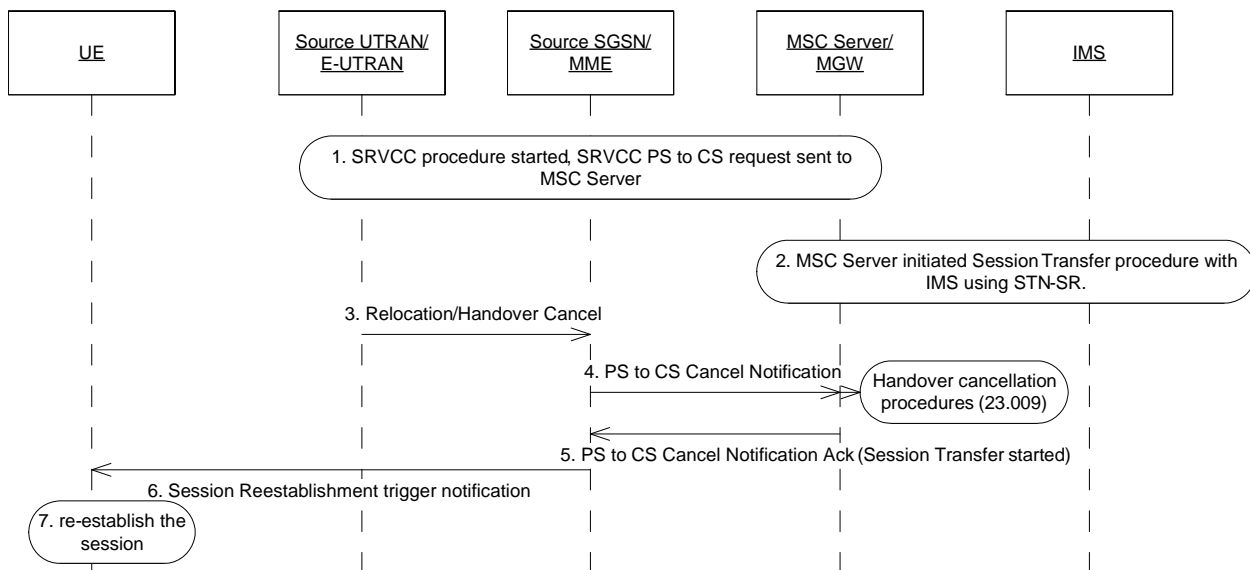 UE
Source UTRAN/
E-UTRAN
Source SGSN/
MME
MSC Server/
MGW
IMS
1. SRVCC procedure started, SRVCC PS to CS request sent to
MSC Server
2. MSC Server initiated Session Transfer procedure with
IMS using STN-SR.
3. Relocation/Handover Cancel
4. PS to CS Cancel Notification
Handover cancellation
procedures (23.009)
5. PS to CS Cancel Notification Ack (Session Transfer started)
6. Session Reestablishment trigger notification
7. re-establish the
session